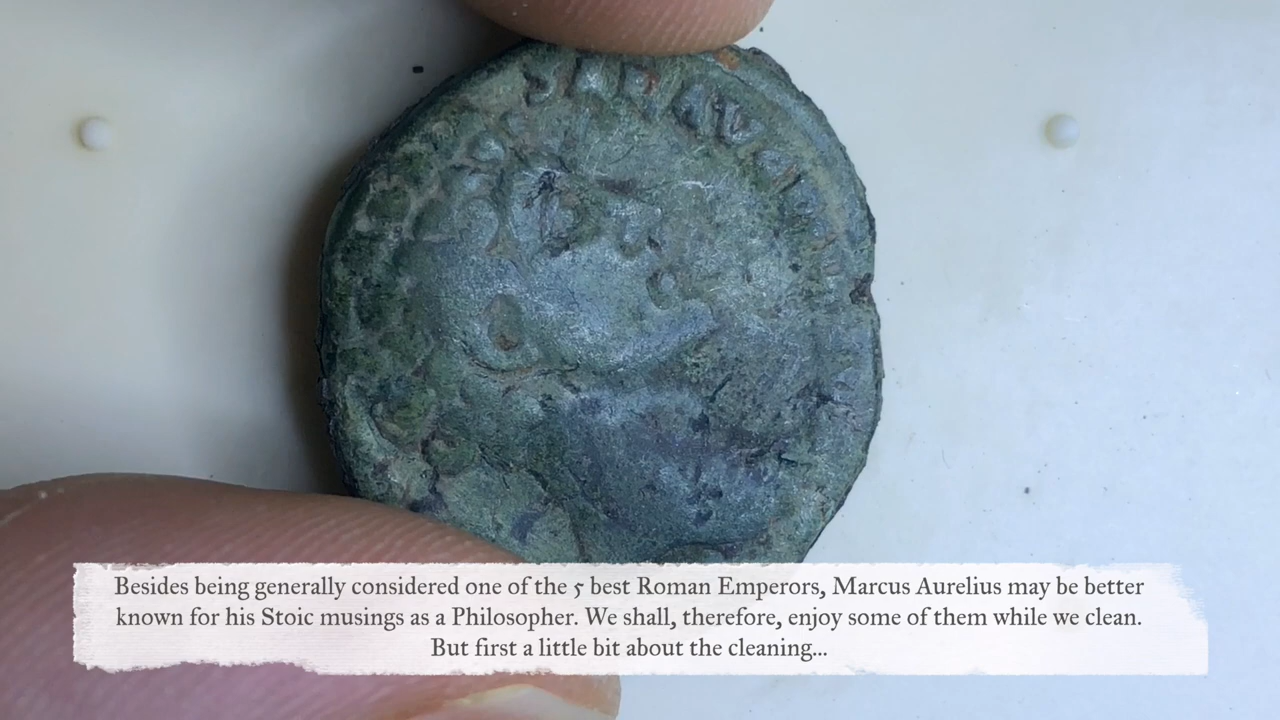 Besides being generally considered one of the 5 best Roman Emperors, Marcus Aurelius may be better
known for his Stoic musings as a Philosopher. We shall, therefore, enjoy some of them while we clean.
But first a little bit about the cleaning...